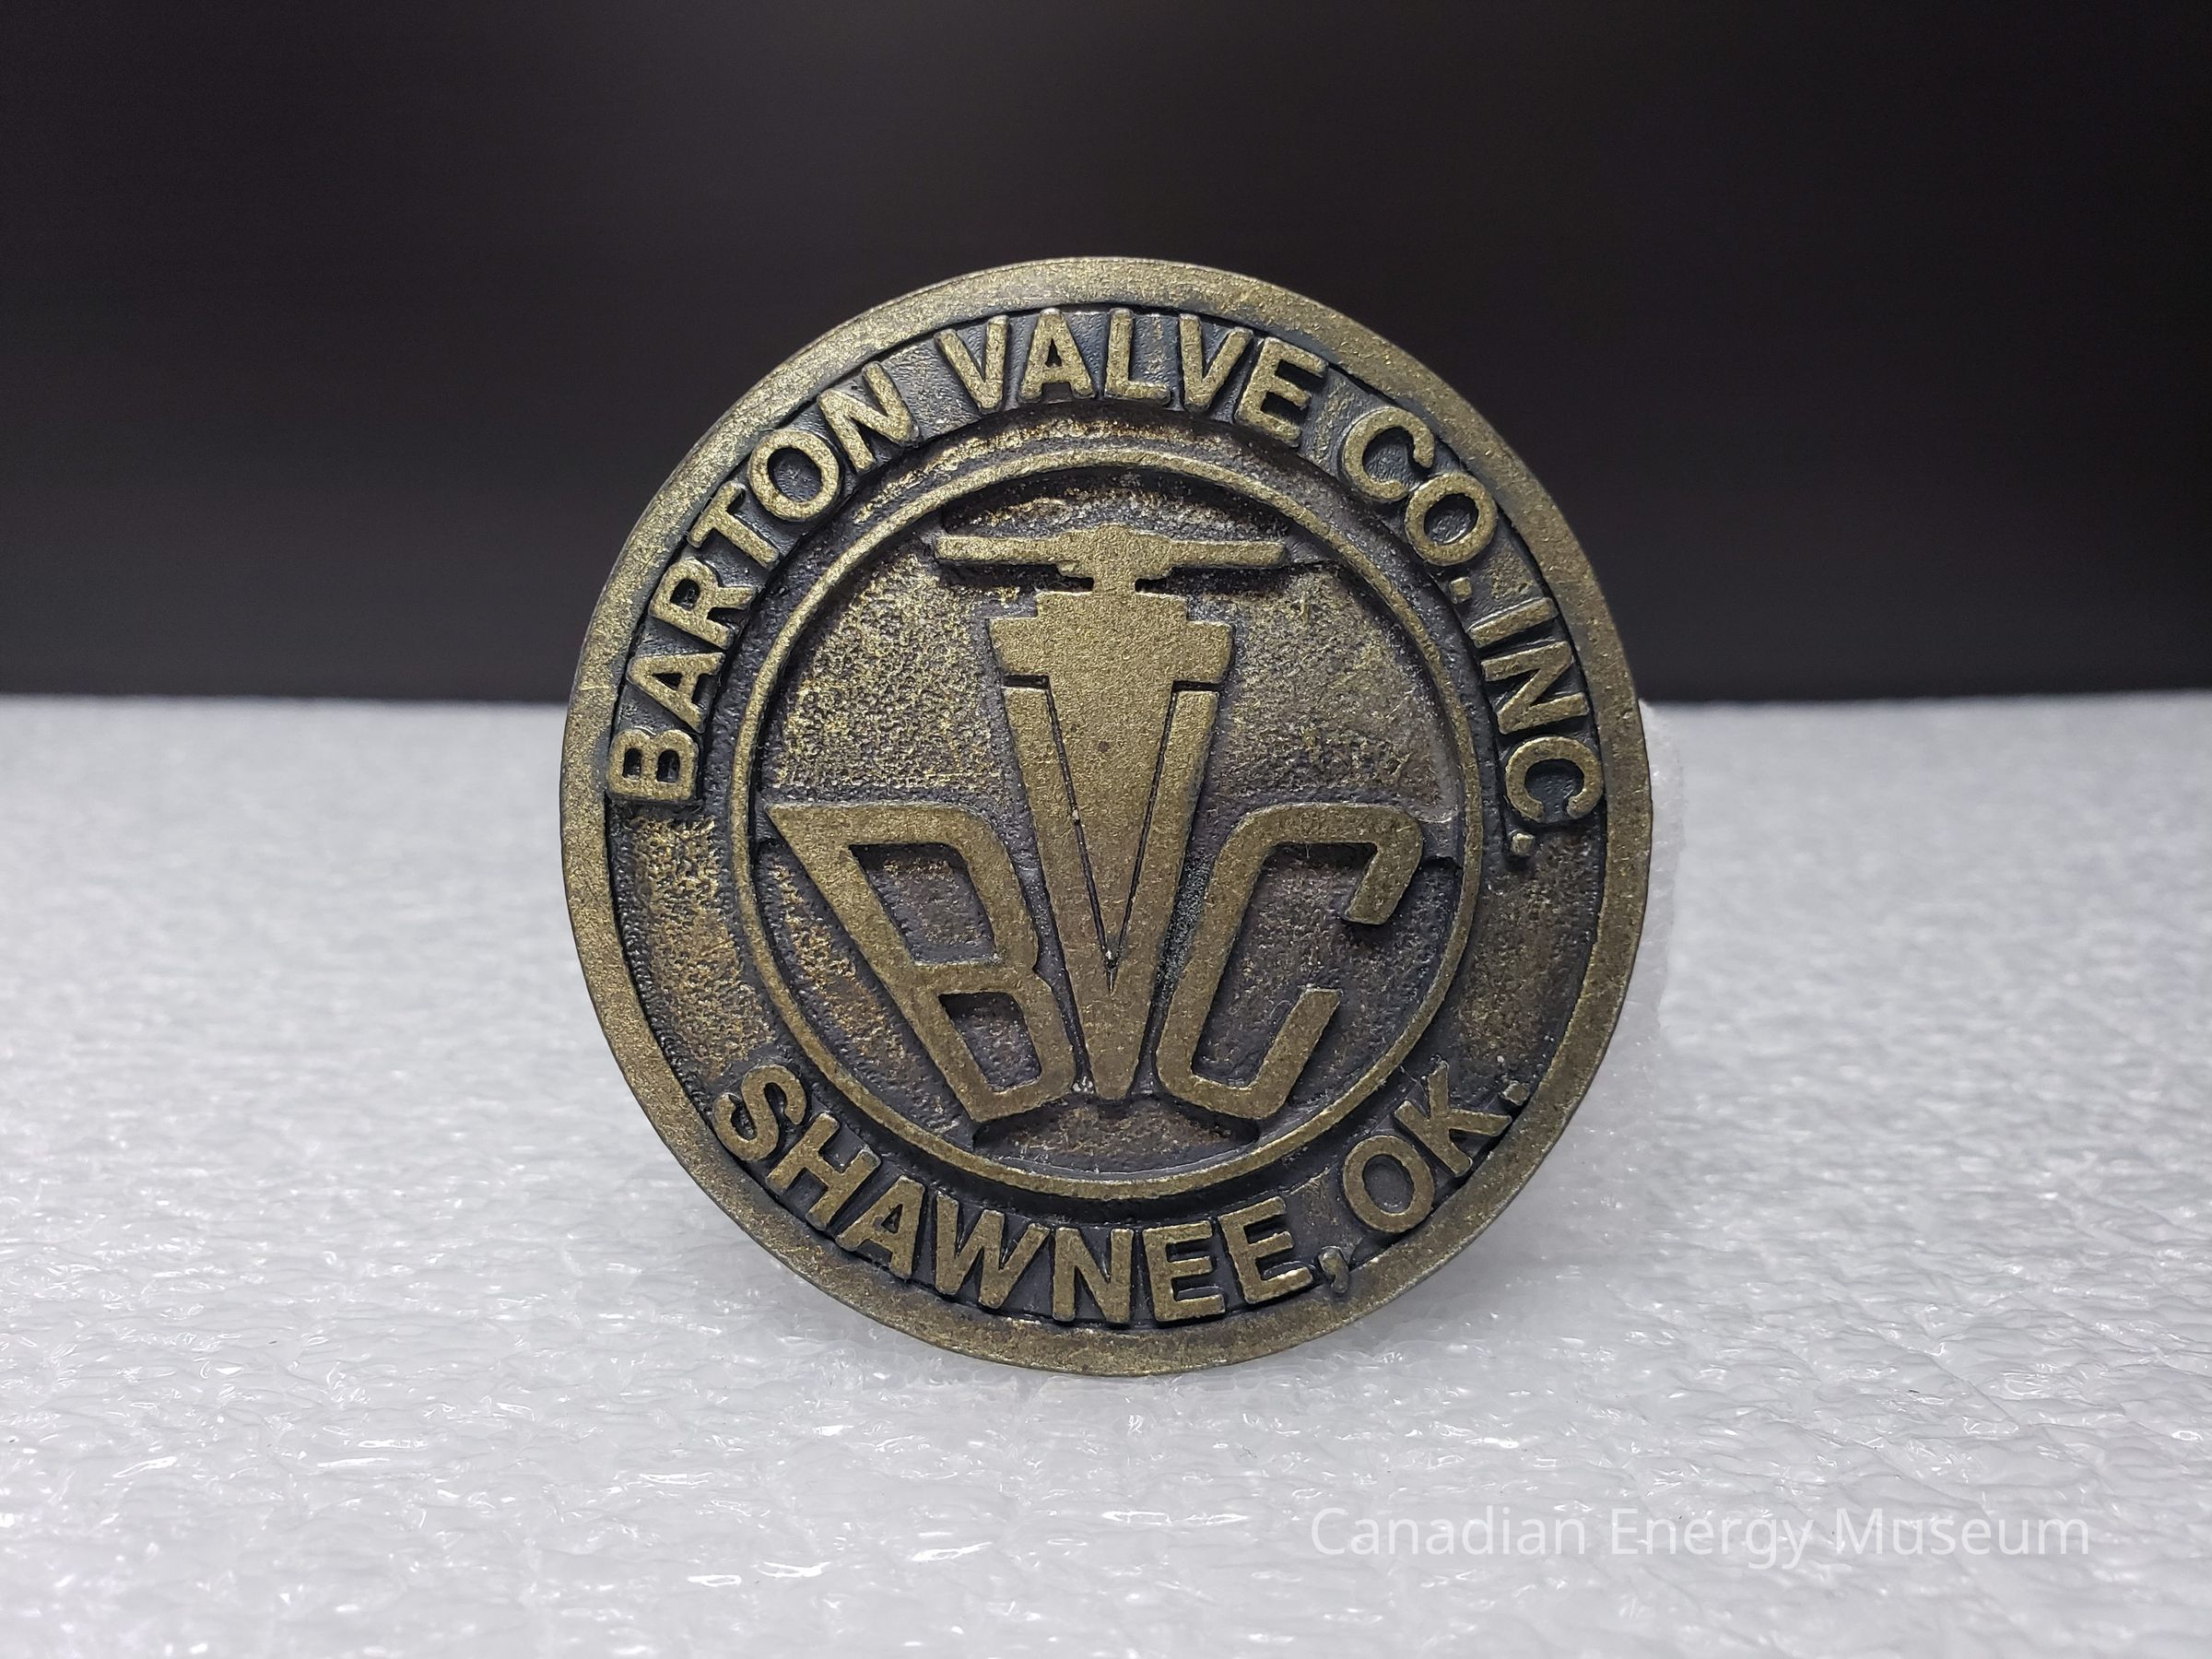 BARTON VALVE CO. INC.
BVC
SHAWNEE, OK.
Canadian Energy Museum